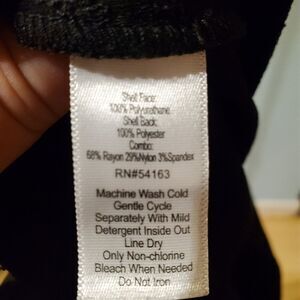 Shell Face:
100% Polyurethane
Shell Back:
100% Polyester
Combo:
68% Rayon 29%Nylon 3%Spandex
RN#54163
Machine Wash Cold
Gentle Cycle
Separately With Mild
Detergent Inside Out
Line Dry
Only Non-chlorine
Bleach When Needed
Do Not Iron